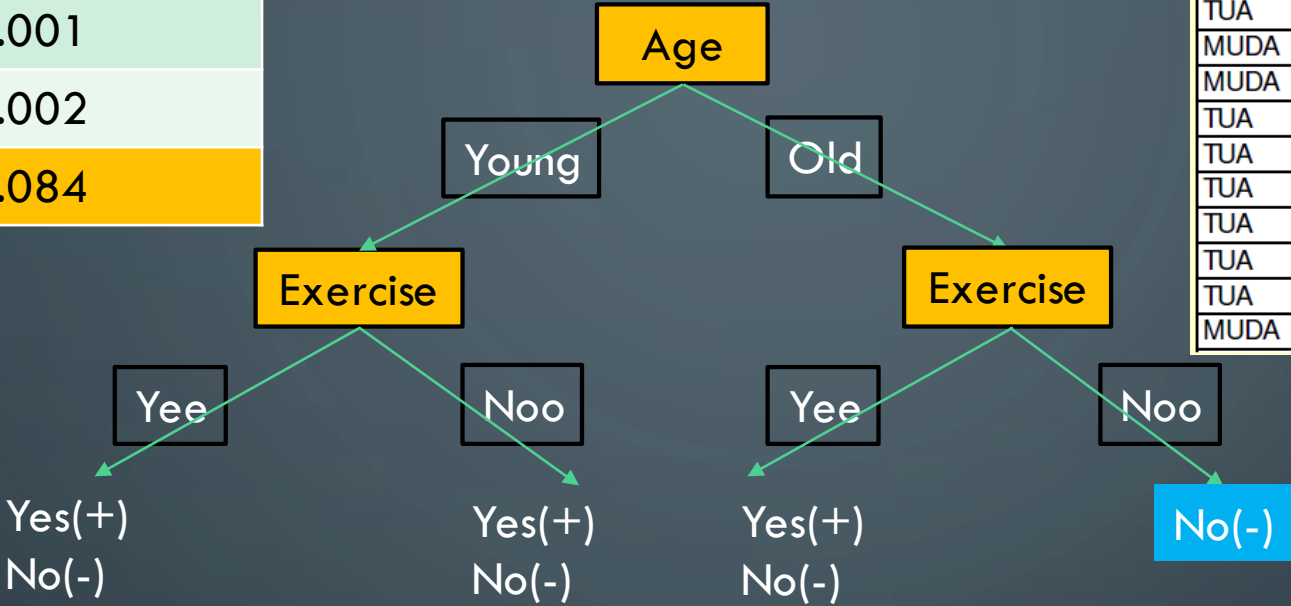 .001
.002
.084
Age
Young
Old
Exercise
Exercise
Yee
Noo
Yee
Noo
Yes(+)
No(-)
Yes(+)
No(-)
Yes(+)
No(-)
No(-)
TUA
MUDA
MUDA
TUA
TUA
TUA
TUA
TUA
TUA
MUDA